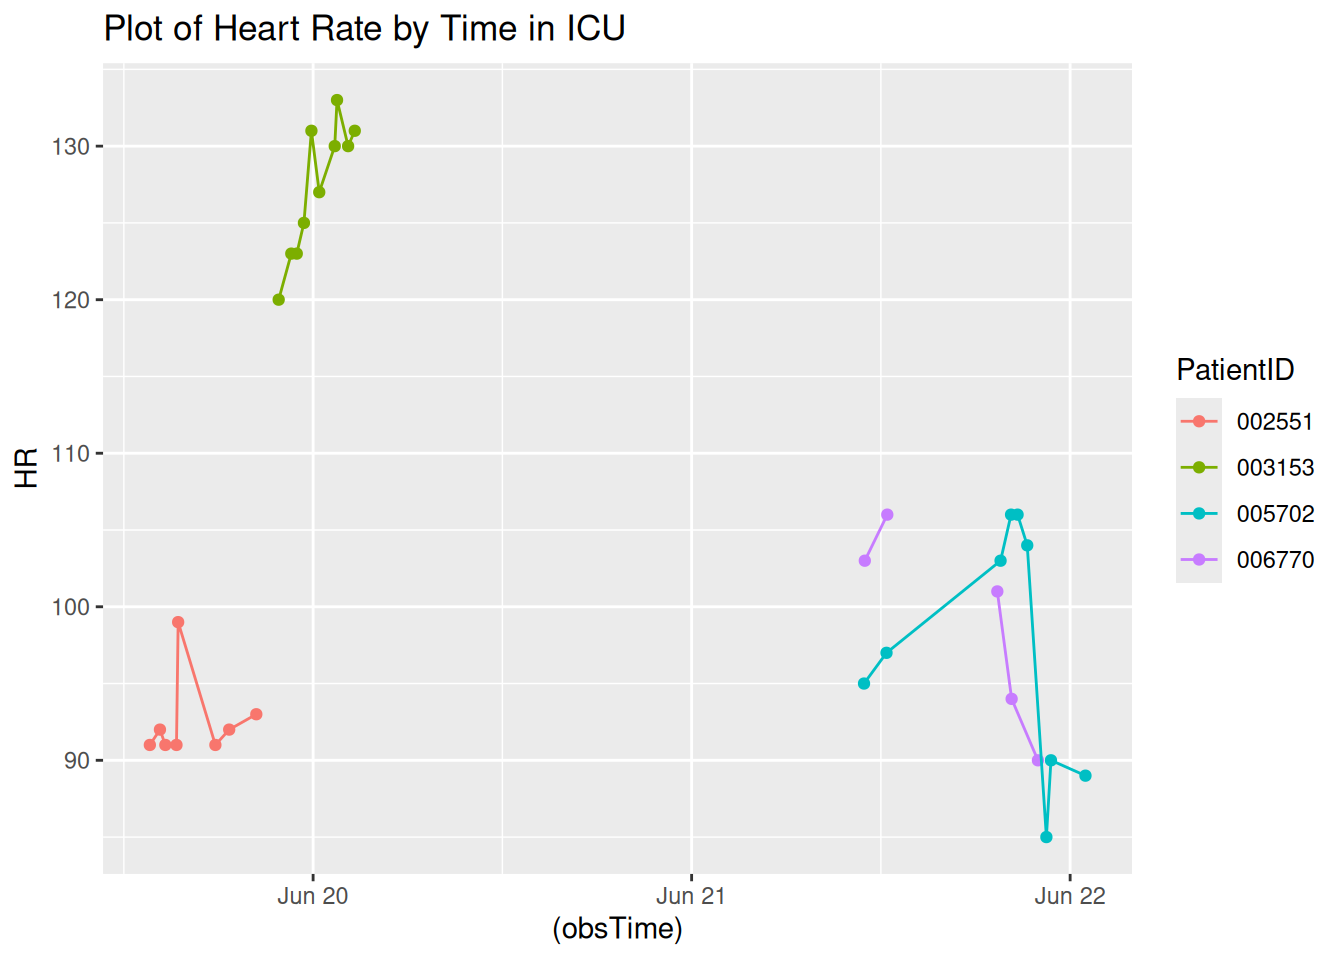 Plot of Heart Rate by Time in ICU
130
120
110
100
90
HR
Jun 20
Jun 21
Jun 22
(obsTime)
PatientID
002551
003153
005702
006770